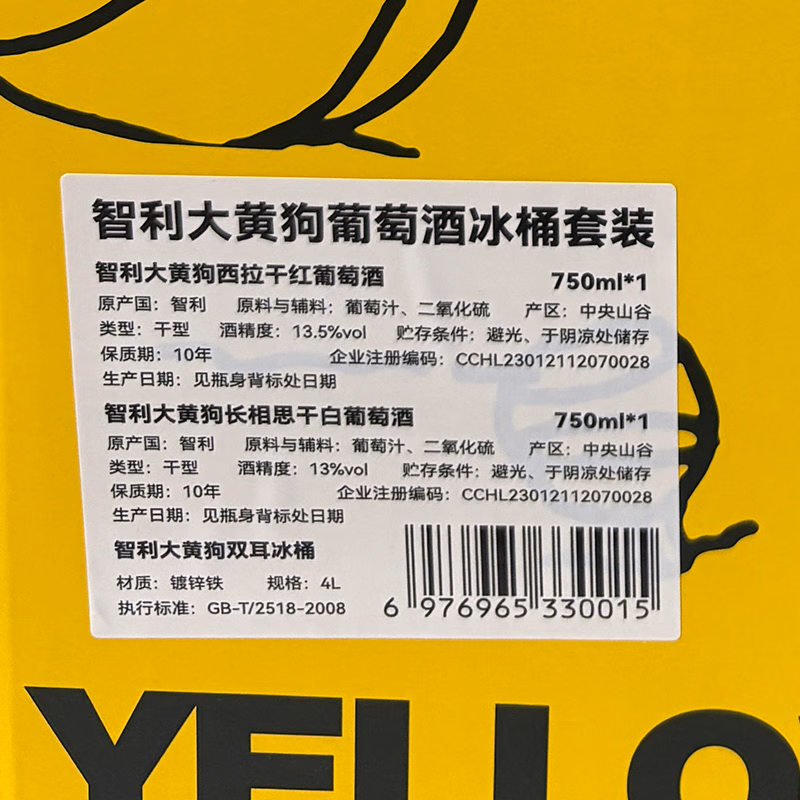 智利大黄狗葡萄酒冰桶套装
智利大黄狗西拉干红葡萄酒 750ml*1
原产国：智利 原料与辅料：葡萄汁、二氧化硫 产区：中央山谷
类型：干型 酒精度：13.5%vol 贮存条件：避光、于阴凉处储存
保质期：10年 企业注册编码：CCHL23012112070028
生产日期：见瓶身背标处日期
智利大黄狗长相思干白葡萄酒 750ml*1
原产国：智利 原料与辅料：葡萄汁、二氧化硫 产区：中央山谷
类型：干型 酒精度：13%vol 贮存条件：避光、于阴凉处储存
保质期：10年 企业注册编码：CCHL23012112070028
生产日期：见瓶身背标处日期
智利大黄狗双耳冰桶
材质：镀锌铁 规格：4L
执行标准：GB-T/2518-2008
6 976965 330015
YELLO